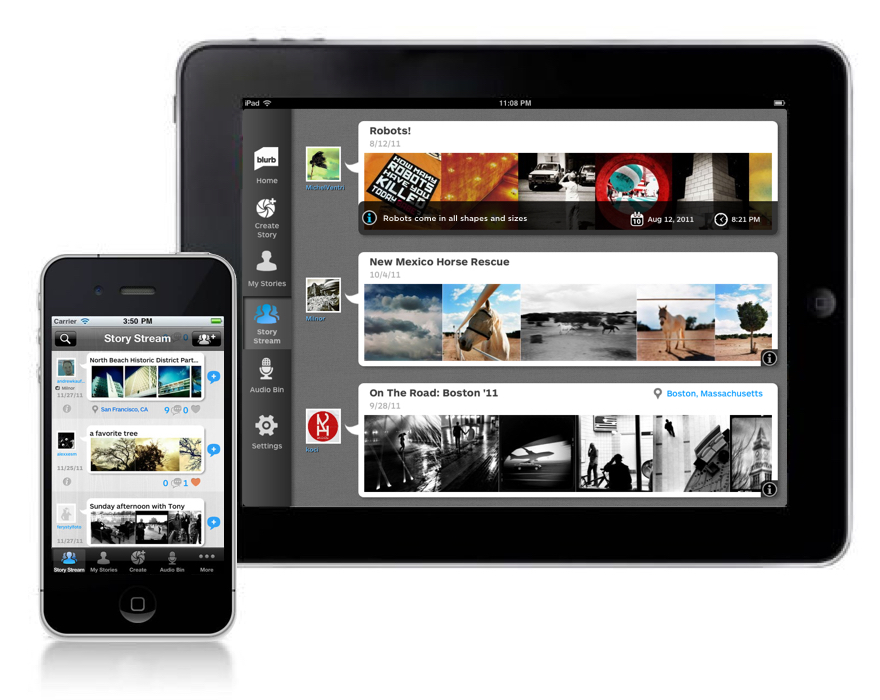 iPad
11:08 PM
blurb
Home
Create
Story
My Stories
Story
Stream
Audio Bin
Settings
MichelVentri
Robots!
8/12/11
HOW MANY
ROBOTS
HAVE YOU
KILLED
TODAY
Robots come in all shapes and sizes
10
Aug 12, 2011
8:21 PM
Minor
New Mexico Horse Rescue
10/4/11
Roci
On The Road: Boston '11
9/28/11
Boston, Massachusetts
Carrier
3:50 PM
Story Stream
North Beach Historic District Part...
Minor
11/27/11
San Francisco, CA
9
0
a favorite tree
11/25/11
0
1
Sunday afternoon with Tony
11/27/11
Story Stream
My Stories
Create
Audio Bin
More